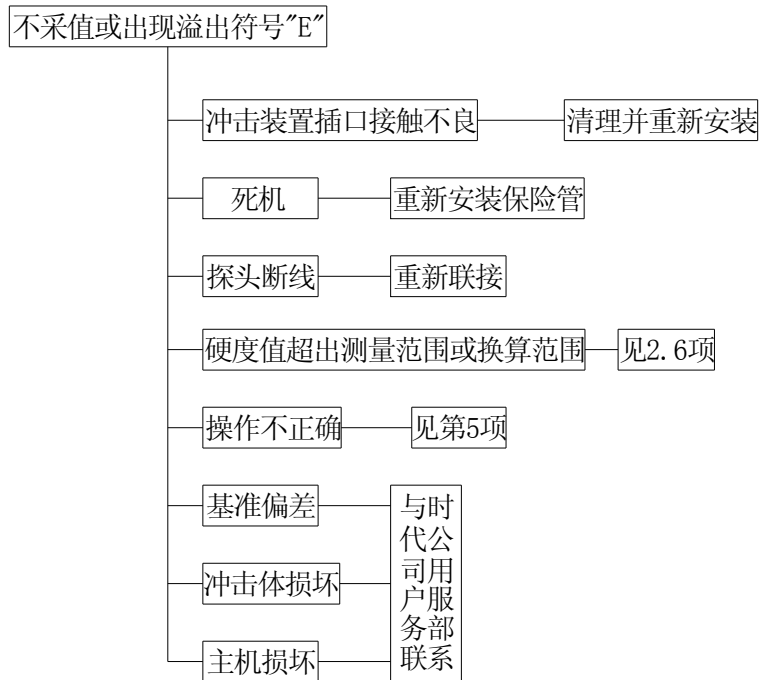 不采值或出现溢出符号"E"
冲击装置插口接触不良
清理并重新安装
死机
重新安装保险管
探头断线
重新联接
硬度值超出测量范围或换算范围
见2.6项
操作不正确
见第5项
基准偏差
冲击体损坏
主机损坏
与时
代公
司用
户服
务部
联系